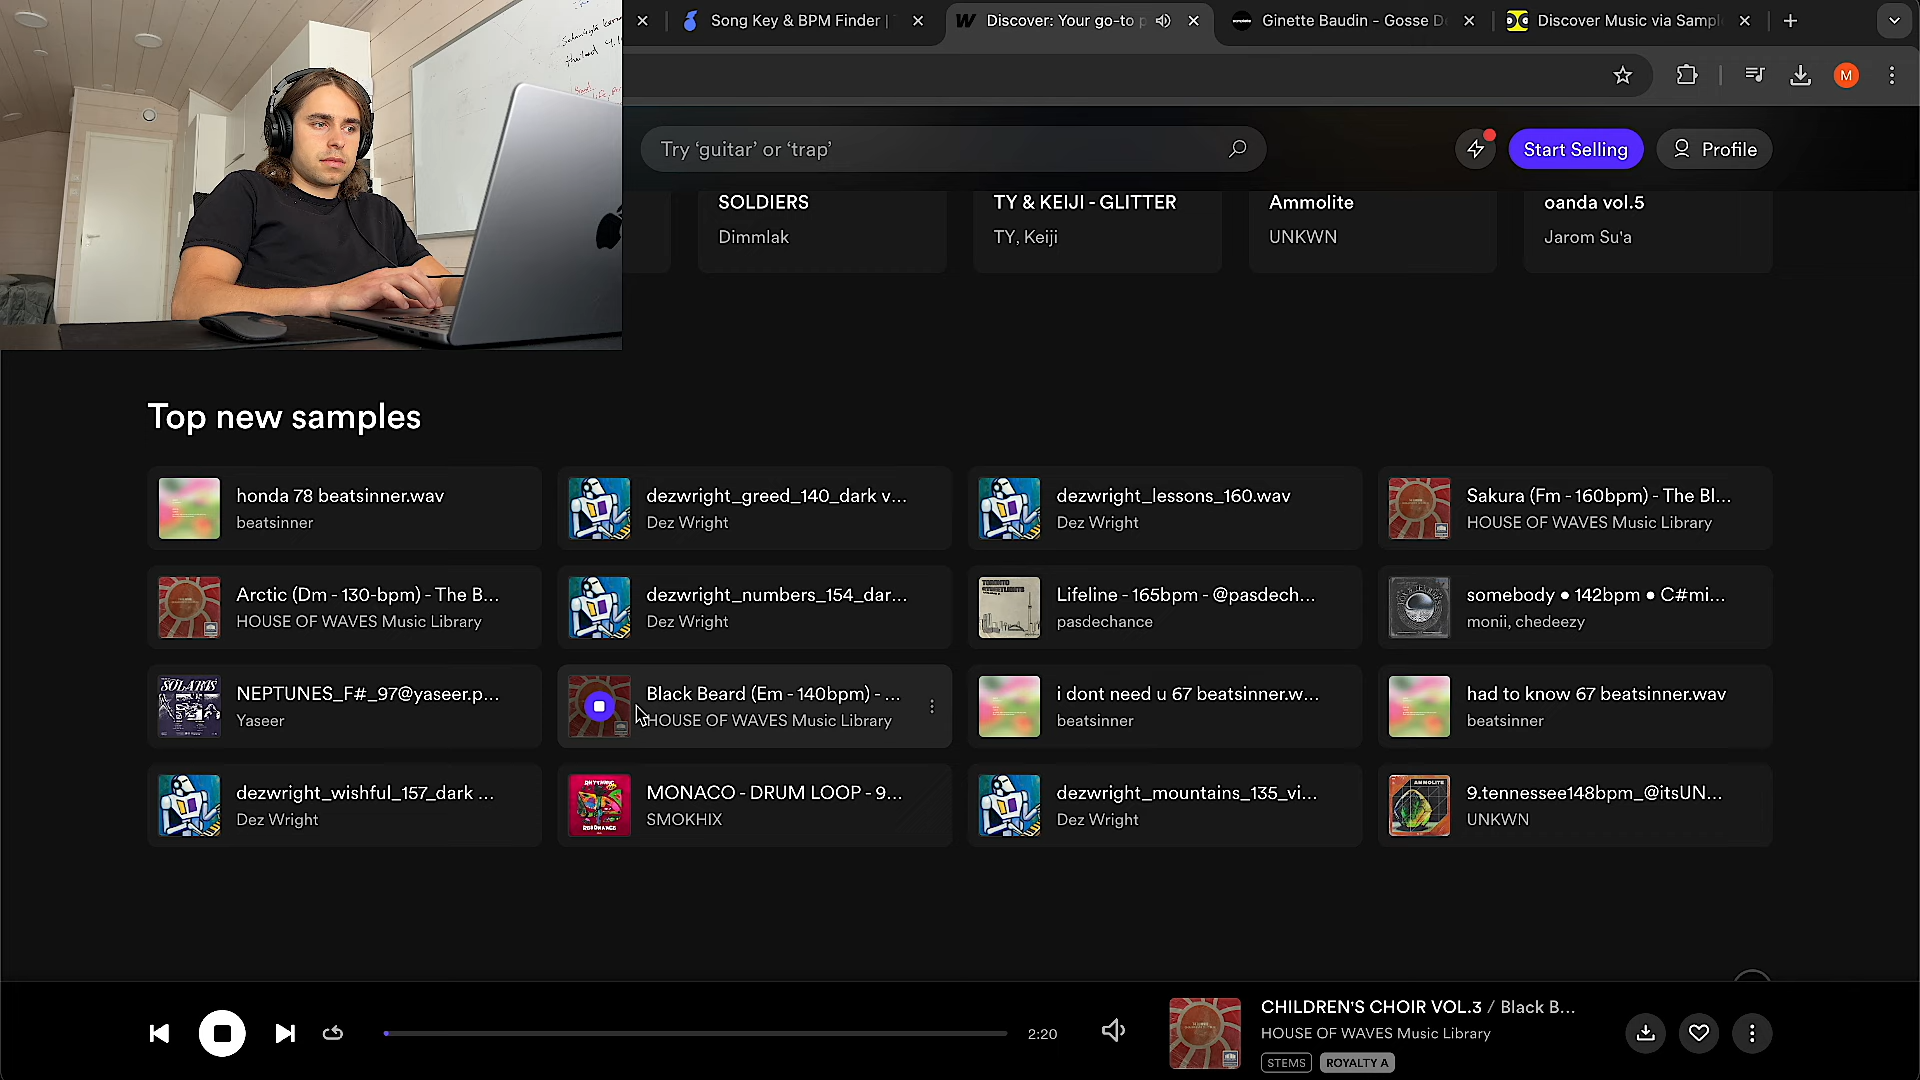 Song Key & BPM Finder |
Discover: Your go-to p
Ginette Baudin - Gosse D
Discover Music via Sampl
M
Try ‘guitar’ or ‘trap’
Start Selling
Profile
SOLDIERS
Dimmlak
TY & KEIJI - GLITTER
TY, Keiji
Ammolite
UNKWN
oanda vol.5
Jarom Su'a
Top new samples
honda 78 beatsinner.wav
beatsinner
dezwright_greed_140_dark v...
Dez Wright
dezwright_lessons_160.wav
Dez Wright
Sakura (Fm - 160bpm) - The Bl...
HOUSE OF WAVES Music Library
Arctic (Dm - 130-bpm) - The B...
HOUSE OF WAVES Music Library
dezwright_numbers_154_dar...
Dez Wright
Lifeline - 165bpm - @pasdech...
pasdechance
somebody • 142bpm • C#mi...
monii, chedeezy
SOLARIS
NEPTUNES_F#_97@yaseer.p...
Yaseer
Black Beard (Em - 140bpm) - ...
HOUSE OF WAVES Music Library
i dont need u 67 beatsinner.w...
beatsinner
had to know 67 beatsinner.wav
beatsinner
dezwright_wishful_157_dark ...
Dez Wright
MONACO - DRUM LOOP - 9...
SMOKHIX
dezwright_mountains_135_vi...
Dez Wright
AMMOLITE
9.tennessee148bpm_@itsUN...
UNKWN
2:20
CHILDREN'S CHOIR VOL.3 / Black B...
HOUSE OF WAVES Music Library
STEMS
ROYALTY A